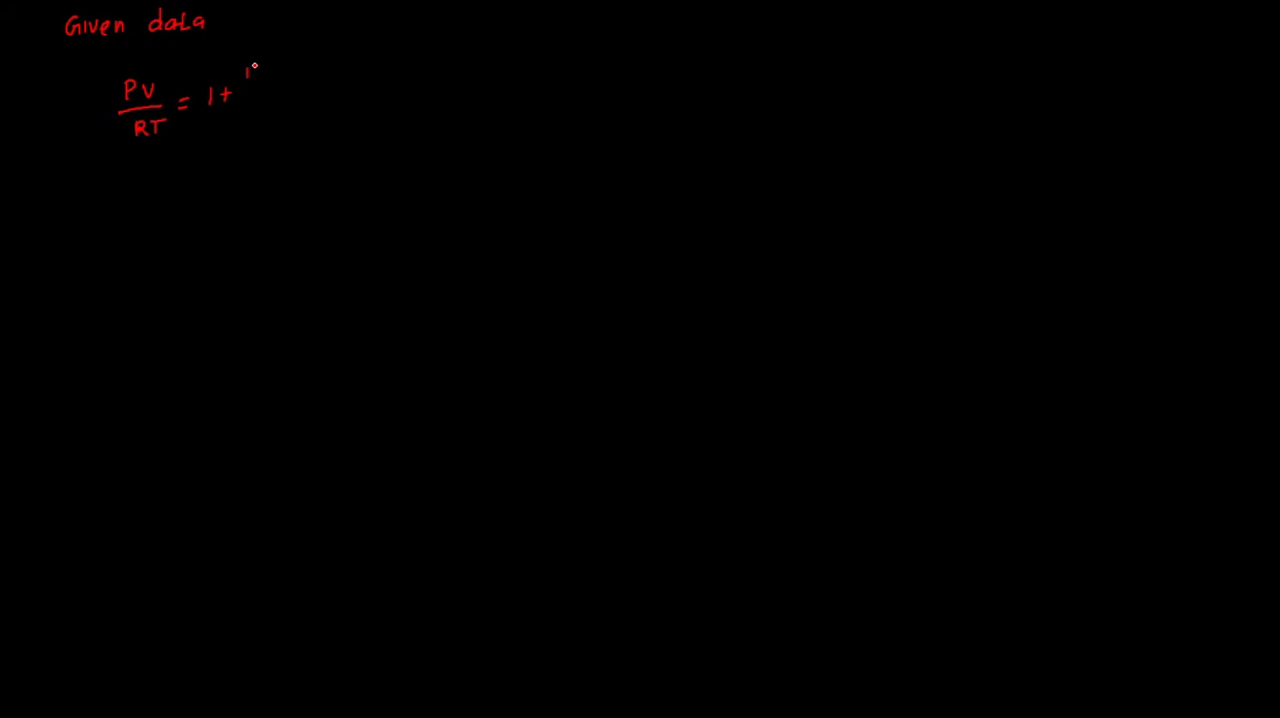 Given data
PV/RT = 1 +